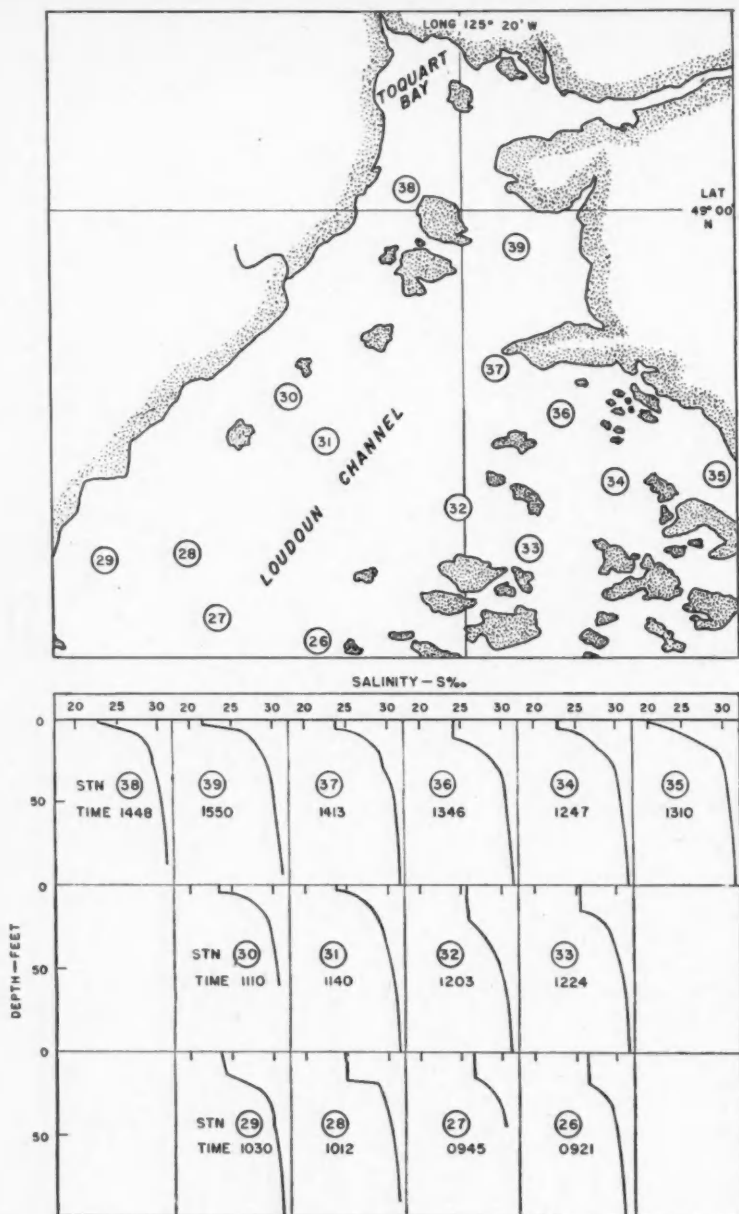 LONG 125° 20' W
TOQUART
BAY
LAT
49° 00'
N
38
39
37
30
36
31
35
34
32
33
29
28
27
26
LOUDOUN CHANNEL
SALINITY – S‰
20 25 30 20 25 30 20 25 30 20 25 30 20 25 30 20 25 30
0
STN 38 39 37 36 34 35
50
TIME 1448 1550 1413 1346 1247 1310
0
STN 30 31 32 33
50
TIME 1110 1140 1203 1224
DEPTH – FEET
0
STN 29 28 27 26
50
TIME 1030 1012 0945 0921